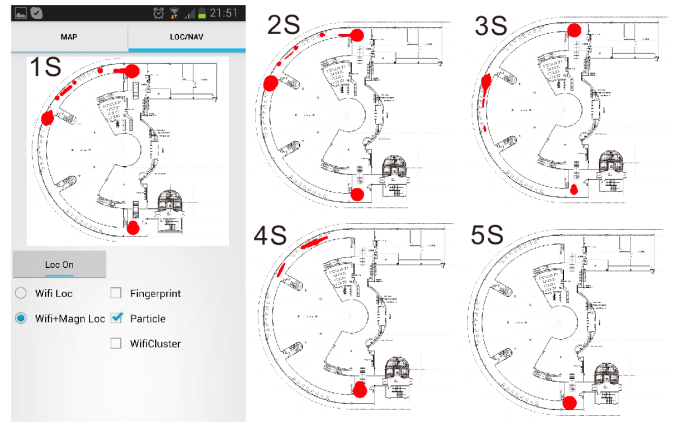 21:51
MAP LOC/NAV
1S
2S
3S
4S
5S
Loc On
Wifi Loc
Fingerprint
Wifi+Magn Loc
Particle
WifiCluster